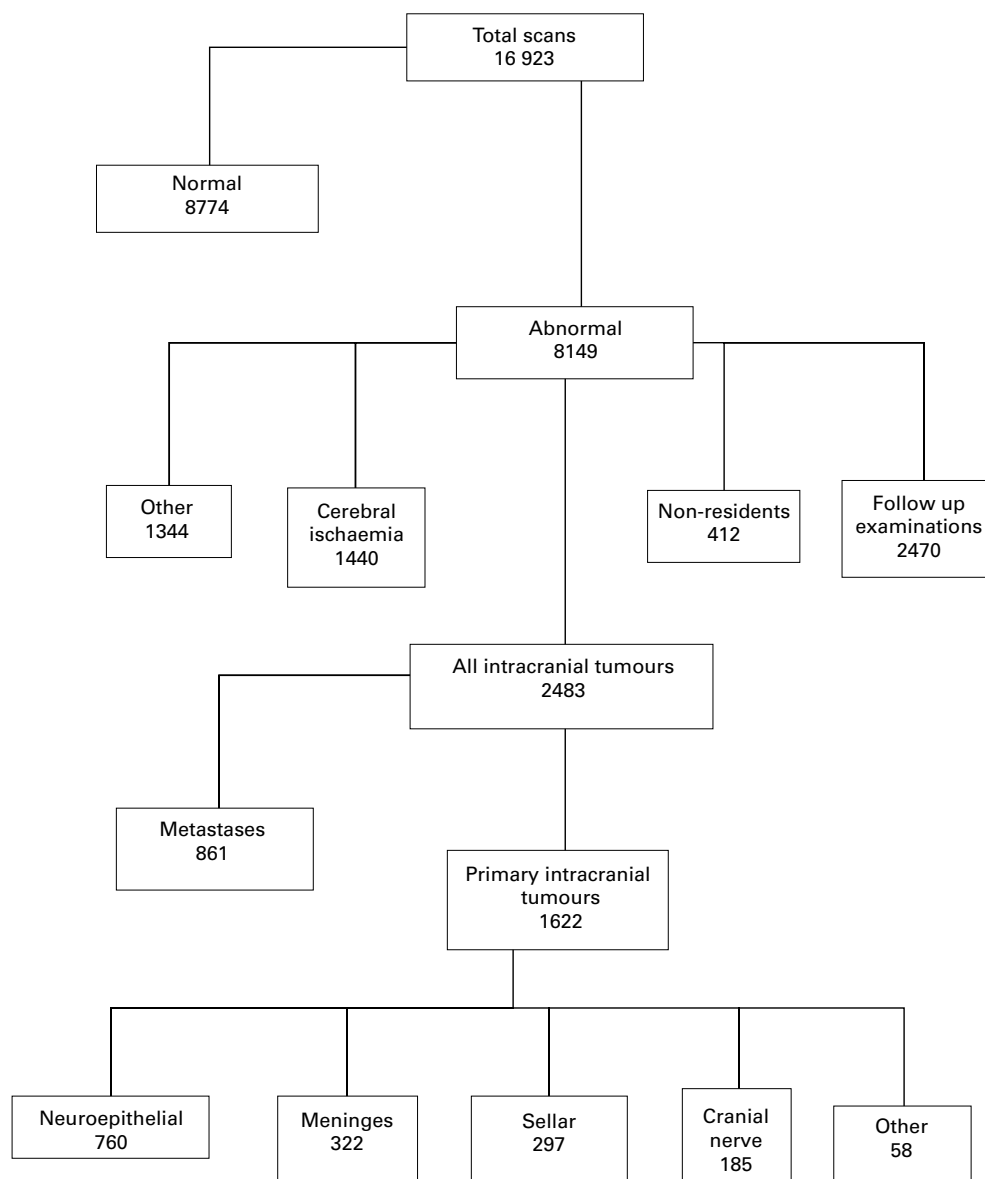 Total scans
16 923
Normal
8774
Abnormal
8149
Other
1344
Cerebral
ischaemia
1440
Non-residents
412
Follow up
examinations
2470
All intracranial tumours
2483
Metastases
861
Primary intracranial
tumours
1622
Neuroepithelial
760
Meninges
322
Sellar
297
Cranial
nerve
185
Other
58